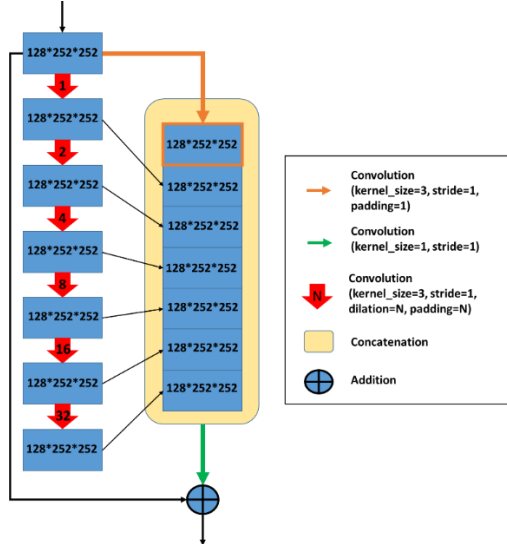 128*252*252
1
128*252*252
2
128*252*252
4
128*252*252
8
128*252*252
16
128*252*252
32
128*252*252
128*252*252
128*252*252
128*252*252
128*252*252
128*252*252
128*252*252
128*252*252
Convolution
(kernel_size=3, stride=1,
padding=1)
Convolution
(kernel_size=1, stride=1)
N
Convolution
(kernel_size=3, stride=1,
dilation=N, padding=N)
Concatenation
Addition